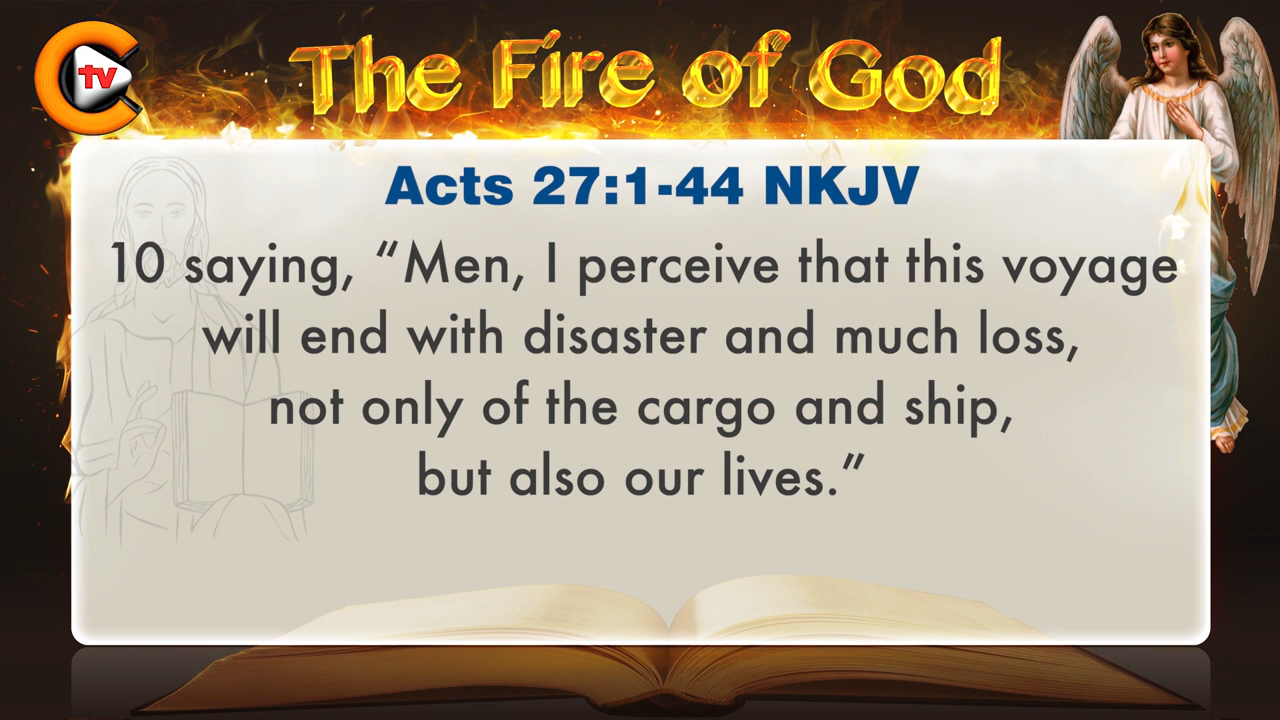 tv
The Fire of God
Acts 27:1-44 NKJV
10 saying, “Men, I perceive that this voyage
will end with disaster and much loss,
not only of the cargo and ship,
but also our lives.”